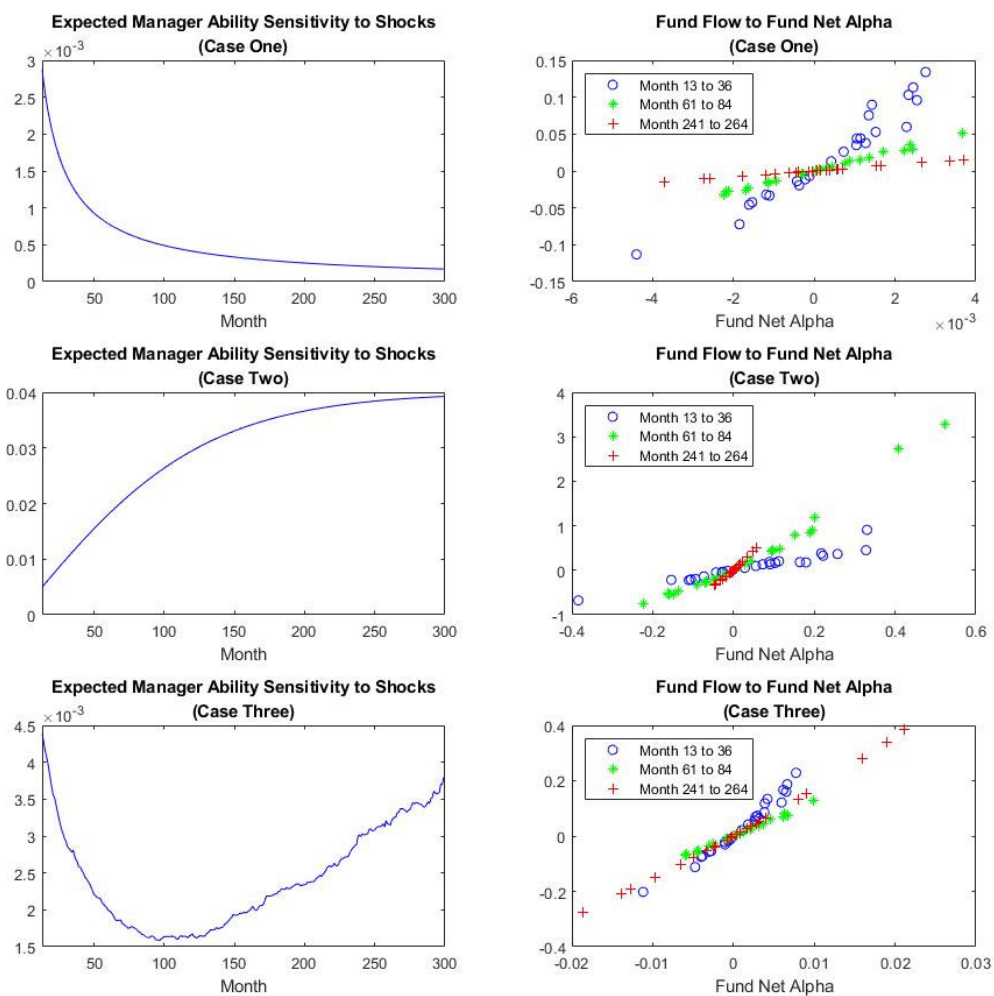 Expected Manager Ability Sensitivity to Shocks
(Case One)
×10-3
3
2.5
2
1.5
1
0.5
0
50 100 150 200 250 300
Month
Fund Flow to Fund Net Alpha
(Case One)
0.15
0.1
0.05
0
-0.05
-0.1
-0.15
Month 13 to 36
Month 61 to 84
Month 241 to 264
-6 -4 -2 0 2 4
Fund Net Alpha
×10-3
Expected Manager Ability Sensitivity to Shocks
(Case Two)
0.04
0.03
0.02
0.01
0
50 100 150 200 250 300
Month
Fund Flow to Fund Net Alpha
(Case Two)
4
3
2
1
0
-1
Month 13 to 36
Month 61 to 84
Month 241 to 264
-0.4 -0.2 0 0.2 0.4 0.6
Fund Net Alpha
Expected Manager Ability Sensitivity to Shocks
(Case Three)
×10-3
4.5
4
3.5
3
2.5
2
1.5
50 100 150 200 250 300
Month
Fund Flow to Fund Net Alpha
(Case Three)
0.4
0.2
0
-0.2
-0.4
Month 13 to 36
Month 61 to 84
Month 241 to 264
-0.02 -0.01 0 0.01 0.02 0.03
Fund Net Alpha